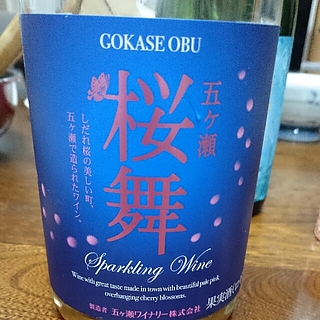 GOKASE OBU
五ヶ瀬
桜舞
しだれ桜の美しい町、
五ヶ瀬で造られたワイン。
Sparkling Wine
Wine with great taste made in town with beautiful pale pink
overhanging cherry blossoms.
製造者 五ヶ瀬ワイナリー株式会社
果実酒